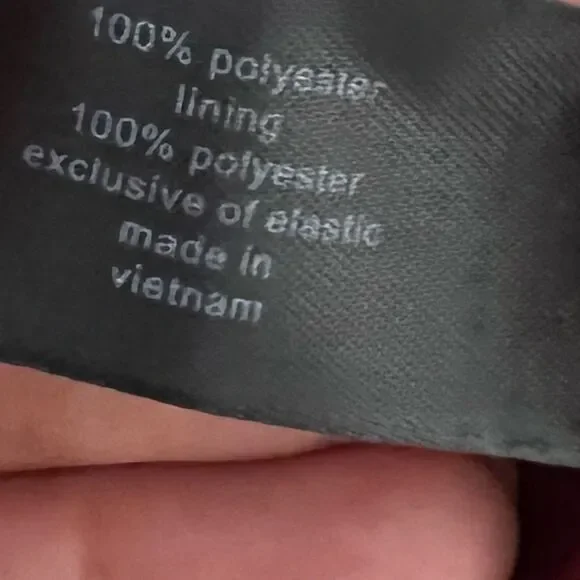 100% polyester
lining
100% polyester
exclusive of elastic
made in
vietnam